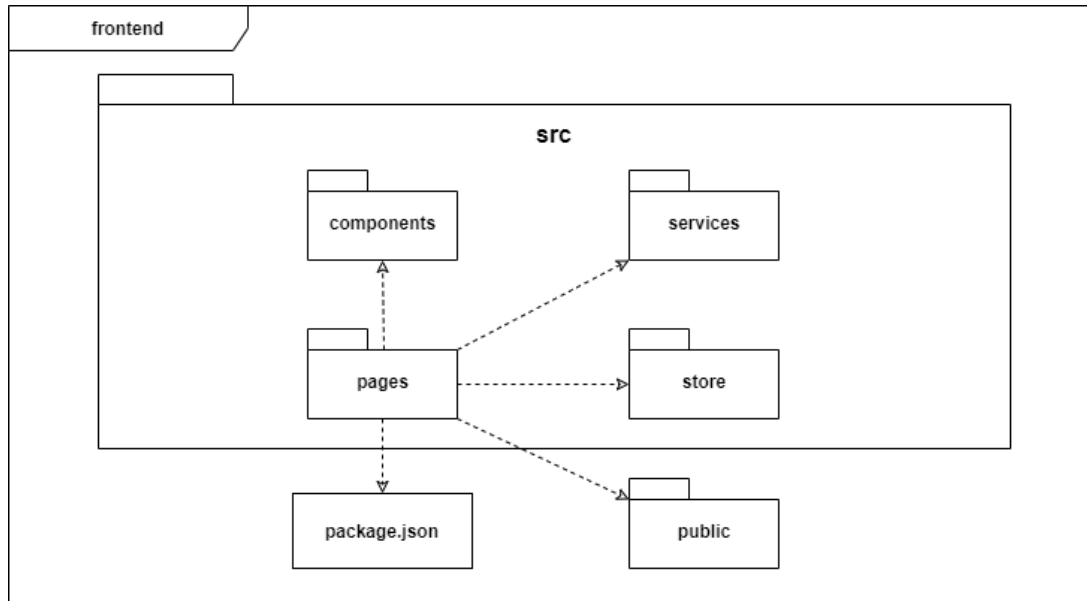 frontend
src
components
services
pages
store
package.json
public